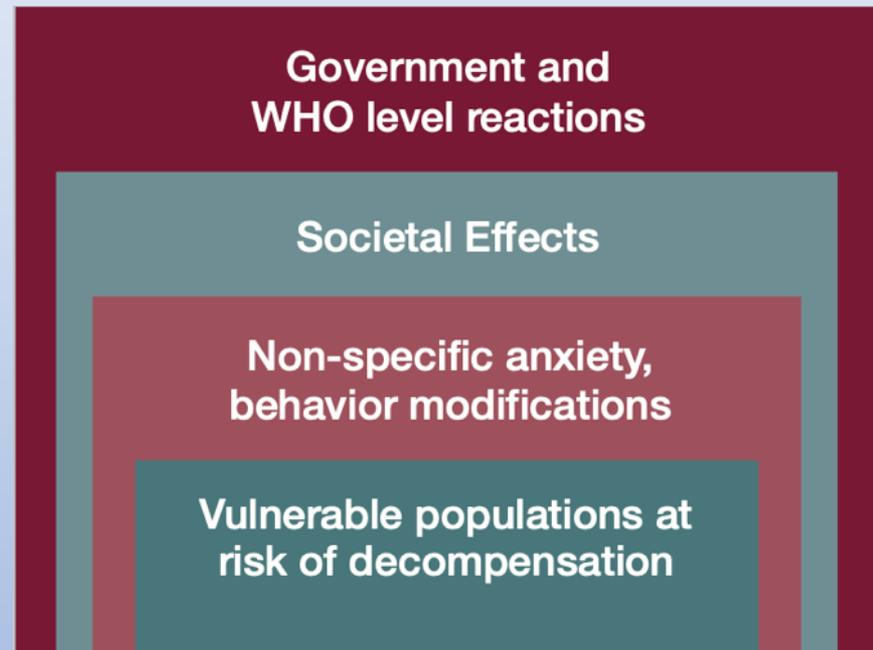 Government and
WHO level reactions
Societal Effects
Non-specific anxiety,
behavior modifications
Vulnerable populations at
risk of decompensation